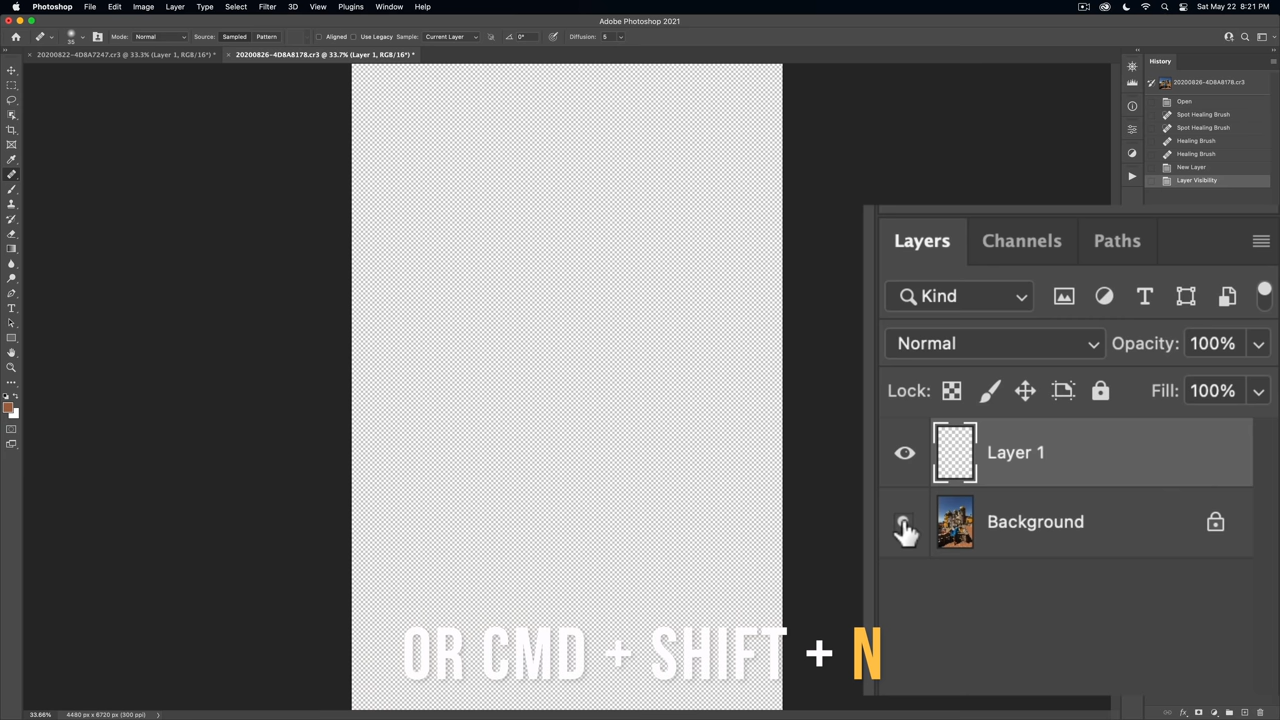 Photoshop File Edit Image Layer Type Select Filter 3D View Plugins Window Help
Sat May 22 8:21 PM
Adobe Photoshop 2021
35
Mode: Normal
Source: Sampled Pattern
Aligned
Use Legacy
Sample: Current Layer
0°
Diffusion: 5
20200822-4D8A7247.cr3 @ 33.3% (Layer 1, RGB/16*) *
20200826-4D8A8178.cr3 @ 33.7% (Layer 1, RGB/16*) *
History
20200826-4D8A8178.cr3
Open
Spot Healing Brush
Spot Healing Brush
Healing Brush
Healing Brush
New Layer
Layer Visibility
Layers Channels Paths
Kind
Normal
Opacity: 100%
Lock:
Fill: 100%
Layer 1
Background
OR CMD + SHIFT + N
33.66%
4480 px x 6720 px (300 ppi)